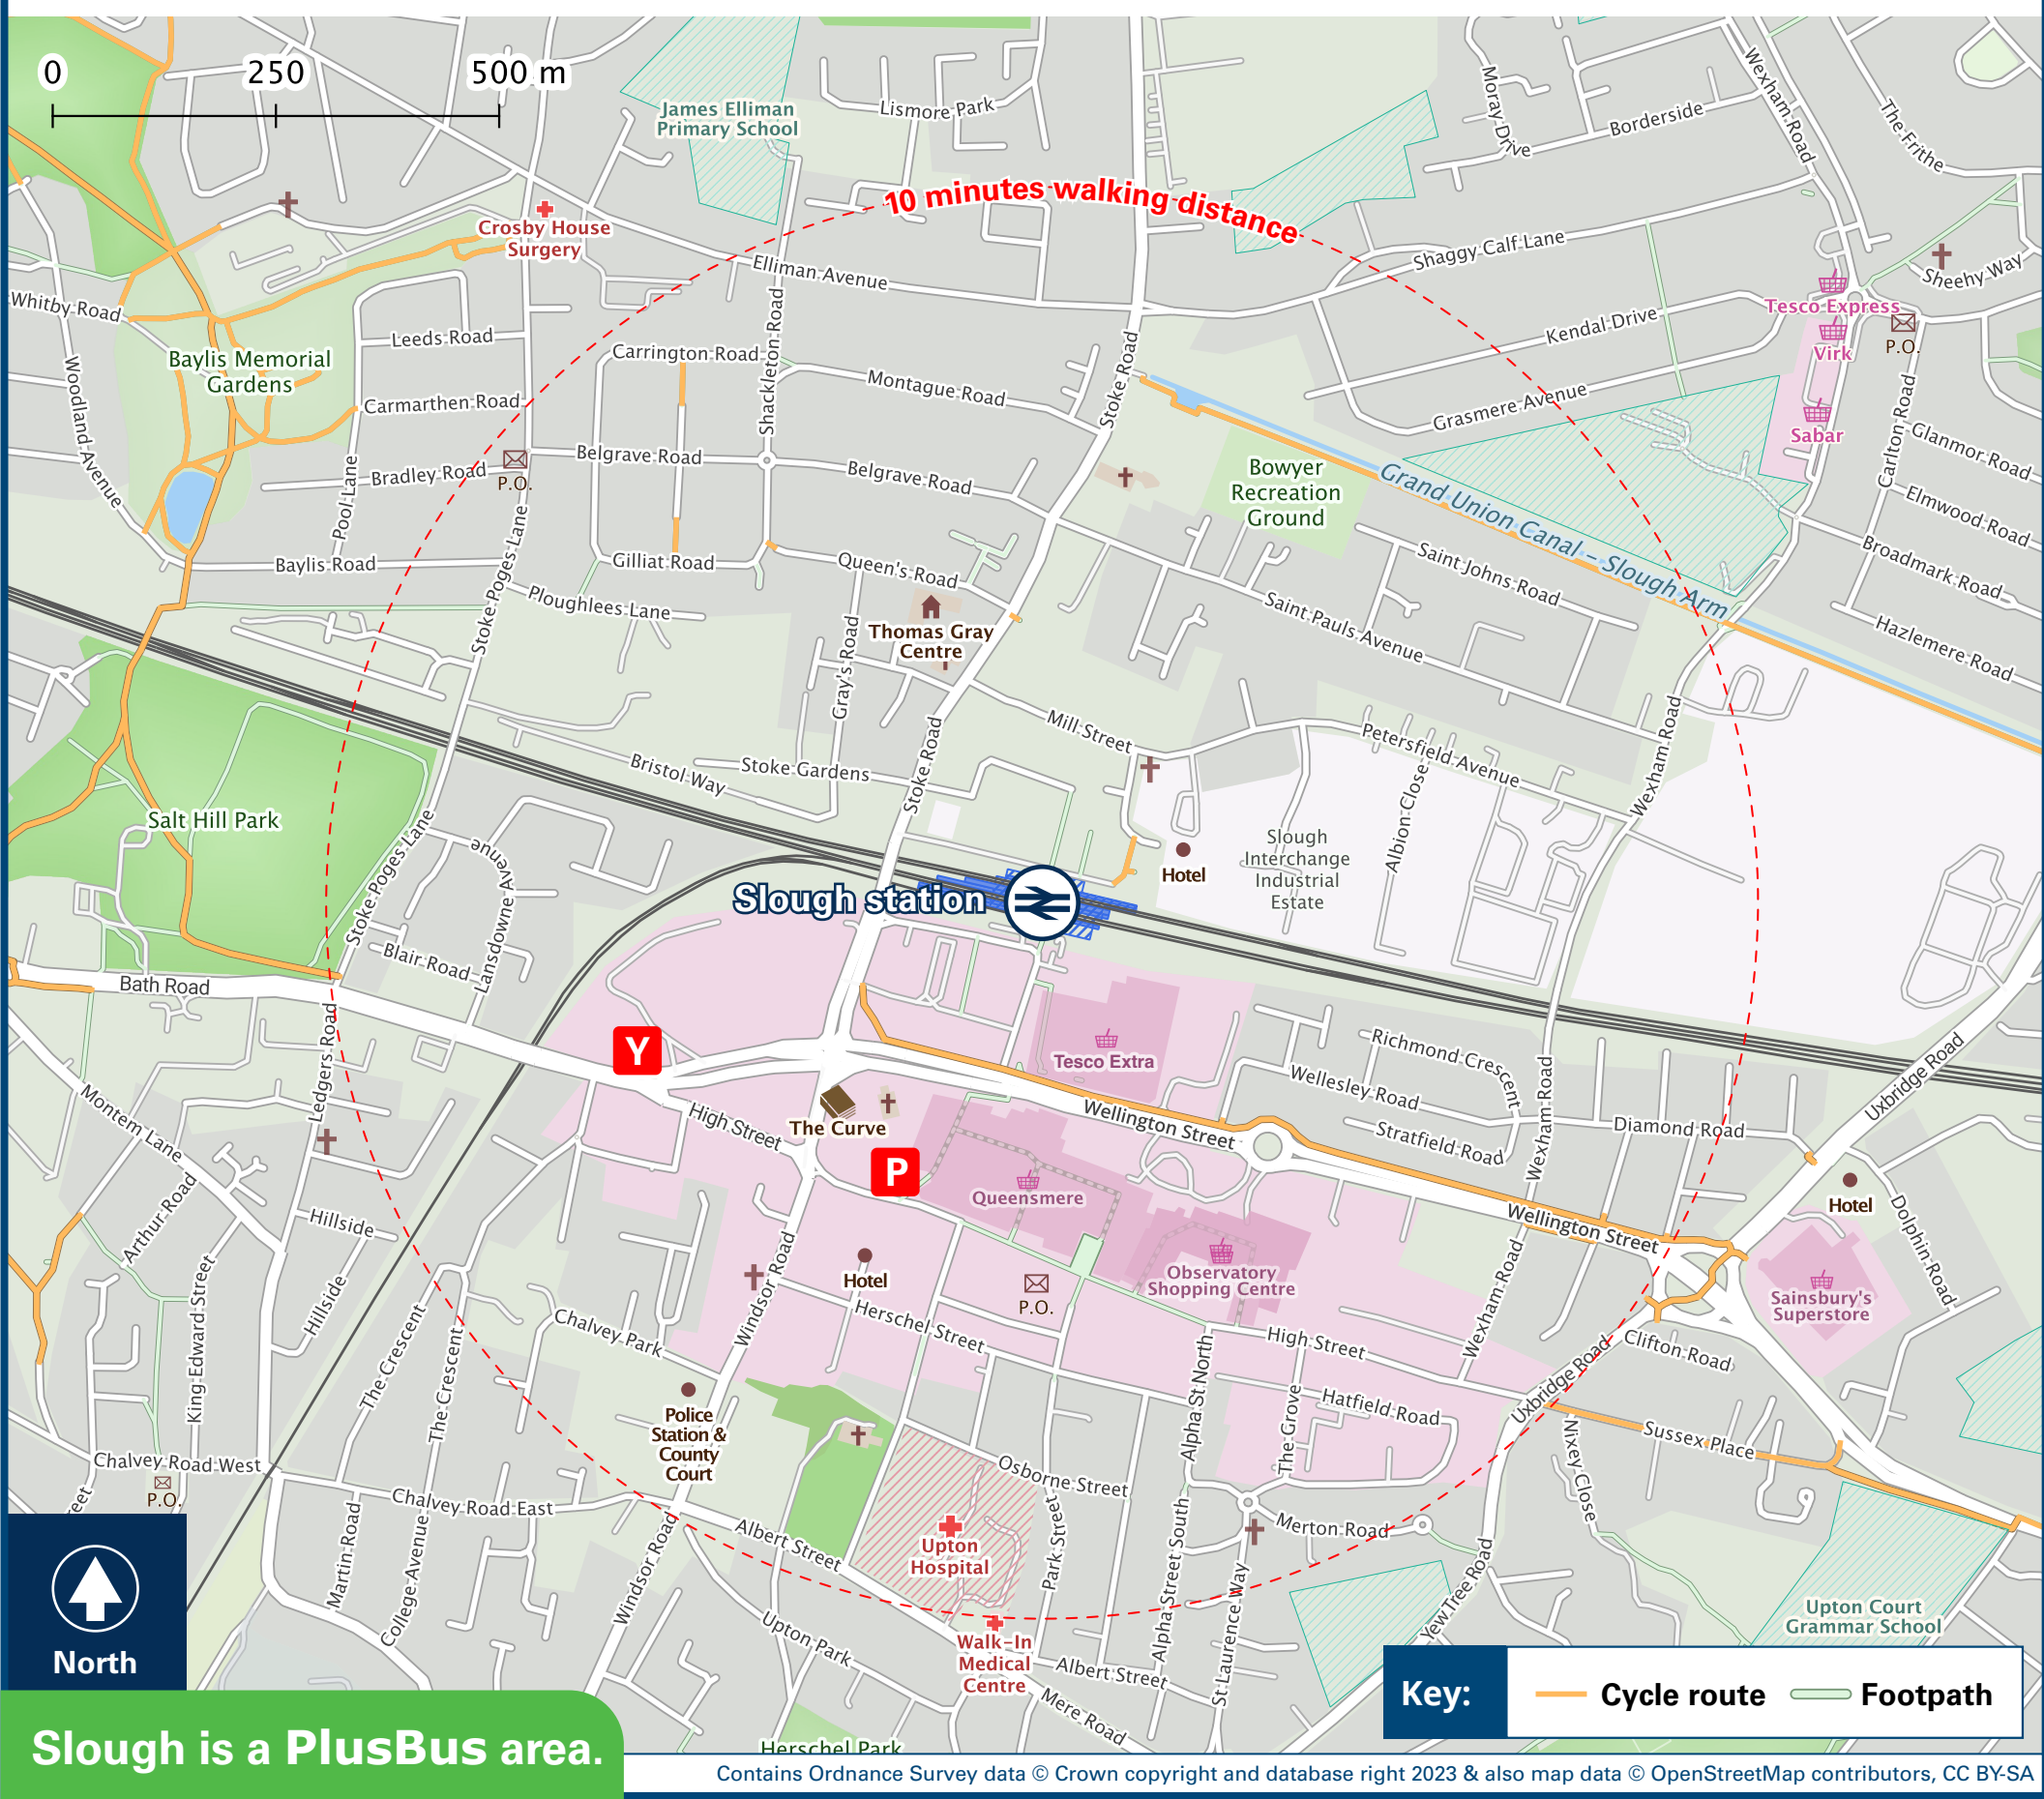 0 250 500 m
James Elliman
Primary School
Lismore Park
Moray Drive
Borderside
Wexham Road
The Frithe
10 minutes walking distance
Crosby House
Surgery
Elliman Avenue
Shaggy Calf Lane
Sheehy Way
Whitby Road
Leeds Road
Shackleton Road
Stoke Road
Kendal Drive
Tesco Express
Virk
P.O.
Baylis Memorial
Gardens
Carrington Road
Montague Road
Woodland Avenue
Carmarthen Road
Grasmere Avenue
Sabar
Carlton Road
Glanmor Road
Pool Lane
Bradley Road
P.O.
Belgrave Road
Belgrave Road
Bowyer
Recreation
Ground
Grand Union Canal – Slough Arm
Elmwood Road
Broadmark Road
Baylis Road
Stoke Poges Lane
Gilliat Road
Queen's Road
Saint Johns Road
Ploughlees Lane
Thomas Gray
Centre
Saint Pauls Avenue
Hazlemere Road
Gray's Road
Mill Street
Petersfield Avenue
Wexham Road
Bristol Way
Stoke Gardens
Stoke Road
Albion Close
Salt Hill Park
Stoke Poges Lane
Lansdowne Avenue
Slough
Interchange
Industrial
Estate
Hotel
Slough station
Blair Road
Bath Road
Ledgers Road
Y
Tesco Extra
Richmond Crescent
Wellesley Road
Wexham Road
Uxbridge Road
Montem Lane
High Street
The Curve
Wellington Street
Stratfield Road
Diamond Road
P
Queensmere
Hotel
Dolphin Road
Arthur Road
Hillside
Hillside
King Edward Street
Windsor Road
Hotel
P.O.
Observatory
Shopping Centre
Wellington Street
Wexham Road
Sainsbury's
Superstore
The Crescent
The Crescent
Chalvey Park
Herschel Street
High Street
Alpha St North
The Grove
Hatfield Road
Uxbridge Road
Clifton Road
Police
Station &
County
Court
Sussex Place
Nixey Close
Chalvey Road West
P.O.
eet
Chalvey Road East
Osborne Street
Martin Road
College Avenue
Windsor Road
Albert Street
Upton
Hospital
Park Street
Alpha Street South
Merton Road
St Laurence Way
Yew Tree Road
Upton Court
Grammar School
Upton Park
Walk-In
Medical
Centre
Albert Street
Mere Road
Herschel Park
North
Key: Cycle route Footpath
Slough is a PlusBus area.
Contains Ordnance Survey data © Crown copyright and database right 2023 & also map data © OpenStreetMap contributors, CC BY-SA